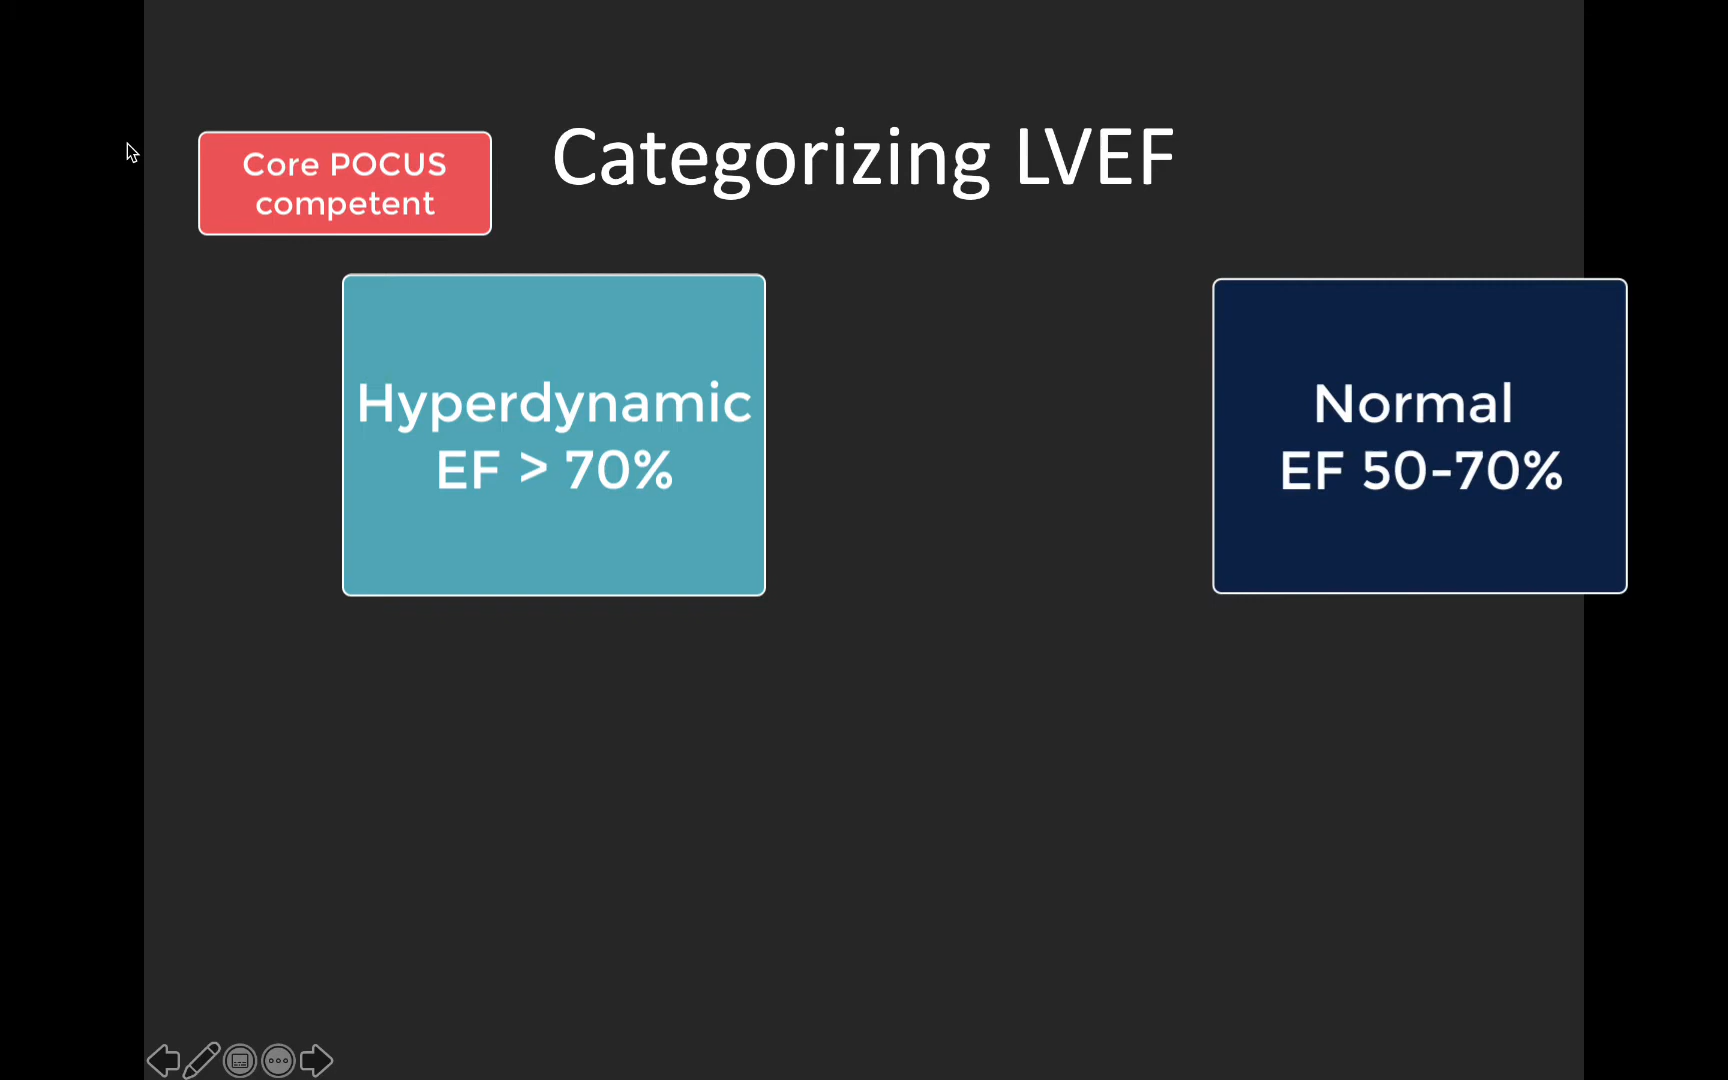 Core POCUS
competent
Categorizing LVEF
Hyperdynamic
EF > 70%
Normal
EF 50-70%